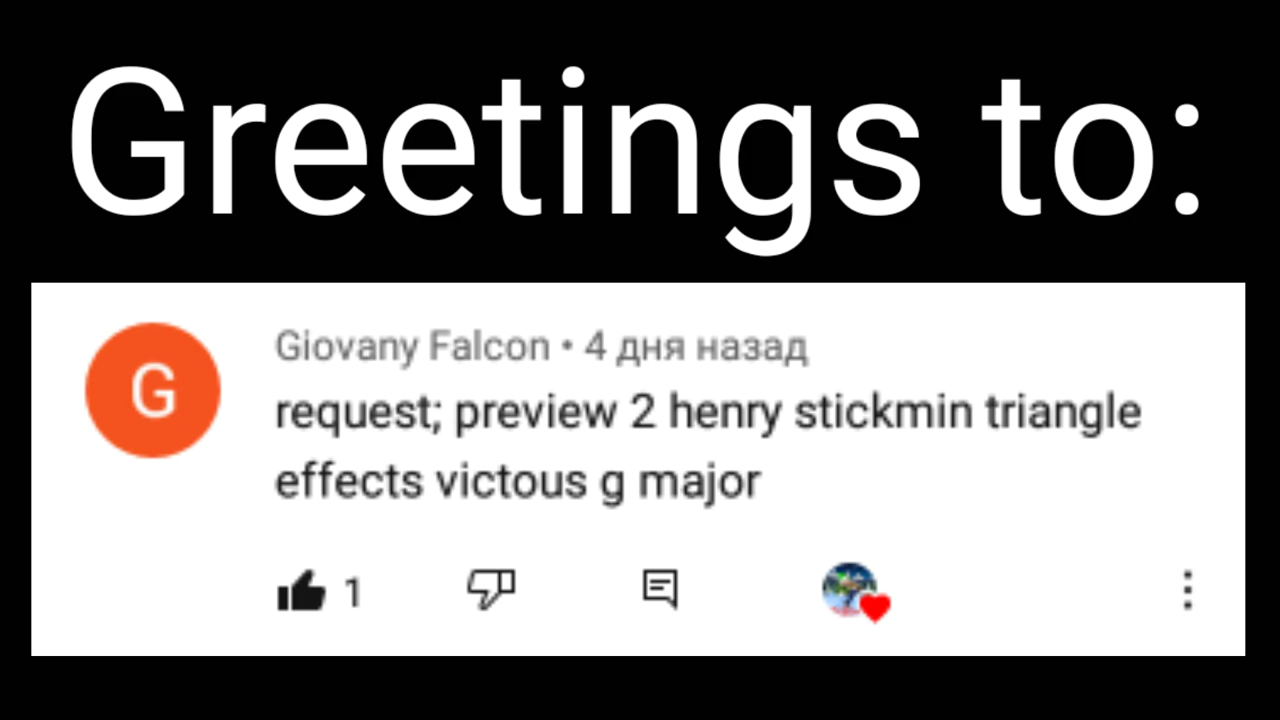 Greetings to:
G
Giovany Falcon • 4 дня назад
request; preview 2 henry stickmin triangle
effects victous g major
1